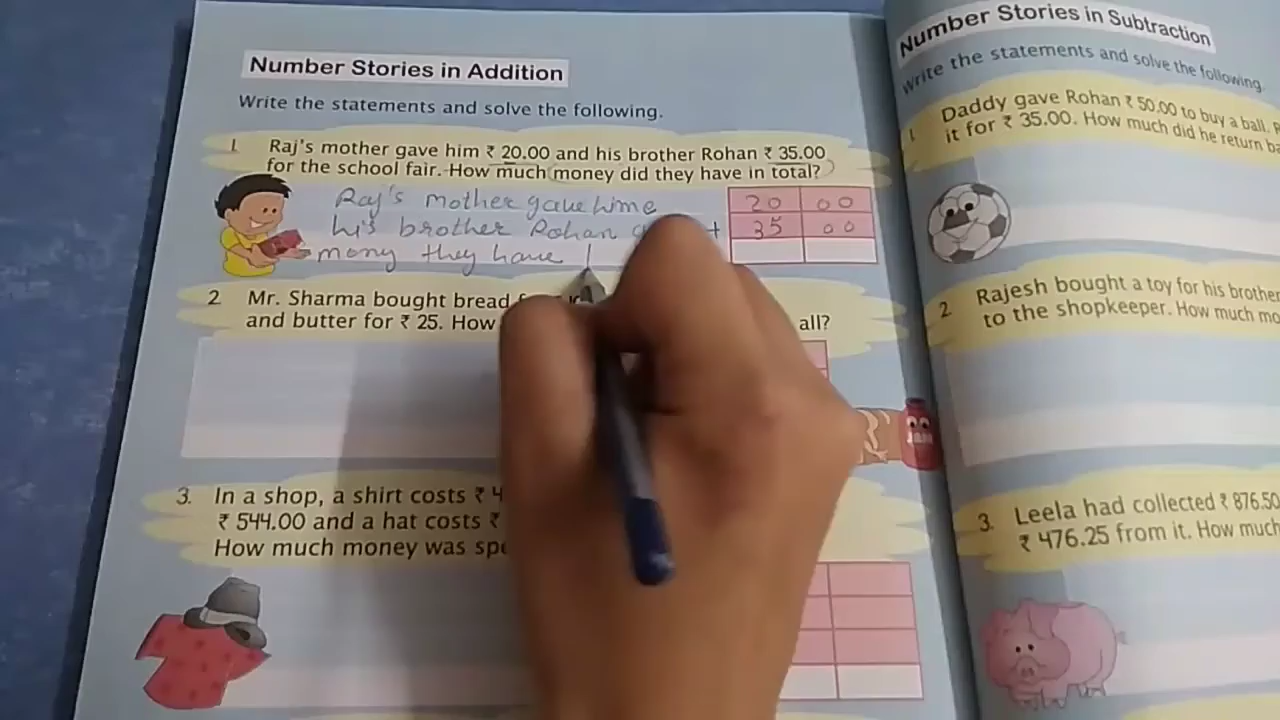 Number Stories in Addition
Write the statements and solve the following.
1. Raj's mother gave him ₹ 20.00 and his brother Rohan ₹ 35.00
for the school fair. How much money did they have in total?
Raj's mother gave hime
his brother Rohan
mony they have
20 00
+ 35 00
2 Mr. Sharma bought bread
and butter for ₹ 25. How
all?
3. In a shop, a shirt costs ₹ 4
₹ 544.00 and a hat costs ₹
How much money was
JAM
Number Stories in Subtraction
Write the statements and solve the following.
1. Daddy gave Rohan ₹ 50.00 to buy a ball.
it for ₹ 35.00. How much did he return
2. Rajesh bought a toy for his brother
to the shopkeeper. How much
3. Leela had collected ₹ 876.50
₹ 476.25 from it. How much